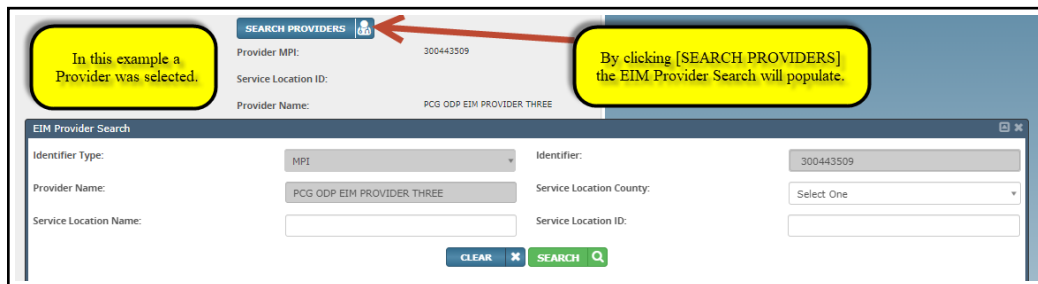 SEARCH PROVIDERS
In this example a
Provider was selected.
By clicking [SEARCH PROVIDERS]
the EIM Provider Search will populate.
Provider MPI: 300443509
Service Location ID:
Provider Name: PCG ODP EIM PROVIDER THREE
EIM Provider Search
Identifier Type: MPI Identifier: 300443509
Provider Name: PCG ODP EIM PROVIDER THREE Service Location County: Select One
Service Location Name: Service Location ID:
CLEAR SEARCH